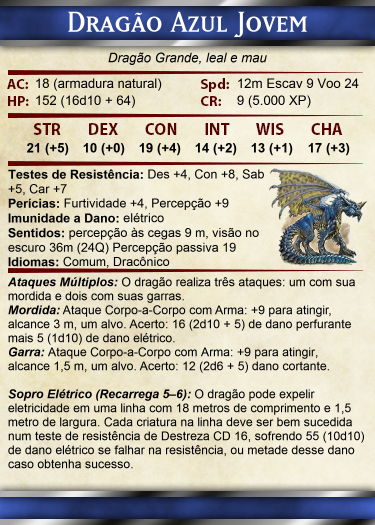 Dragão Azul Jovem
Dragão Grande, leal e mau
AC: 18 (armadura natural) Spd: 12m Escav 9 Voo 24
HP: 152 (16d10 + 64) CR: 9 (5.000 XP)
STR DEX CON INT WIS CHA
21 (+5) 10 (+0) 19 (+4) 14 (+2) 13 (+1) 17 (+3)
Testes de Resistência: Des +4, Con +8, Sab
+5, Car +7
Perícias: Furtividade +4, Percepção +9
Imunidade a Dano: elétrico
Sentidos: percepção às cegas 9 m, visão no
escuro 36m (24Q) Percepção passiva 19
Idiomas: Comum, Dracônico
Ataques Múltiplos: O dragão realiza três ataques: um com sua
mordida e dois com suas garras.
Mordida: Ataque Corpo-a-Corpo com Arma: +9 para atingir,
alcance 3 m, um alvo. Acerto: 16 (2d10 + 5) de dano perfurante
mais 5 (1d10) de dano elétrico.
Garra: Ataque Corpo-a-Corpo com Arma: +9 para atingir,
alcance 1,5 m, um alvo. Acerto: 12 (2d6 + 5) dano cortante.
Sopro Elétrico (Recarrega 5–6): O dragão pode expelir
eletricidade em uma linha com 18 metros de comprimento e 1,5
metro de largura. Cada criatura na linha deve ser bem sucedida
num teste de resistência de Destreza CD 16, sofrendo 55 (10d10)
de dano elétrico se falhar na resistência, ou metade desse dano
caso obtenha sucesso.